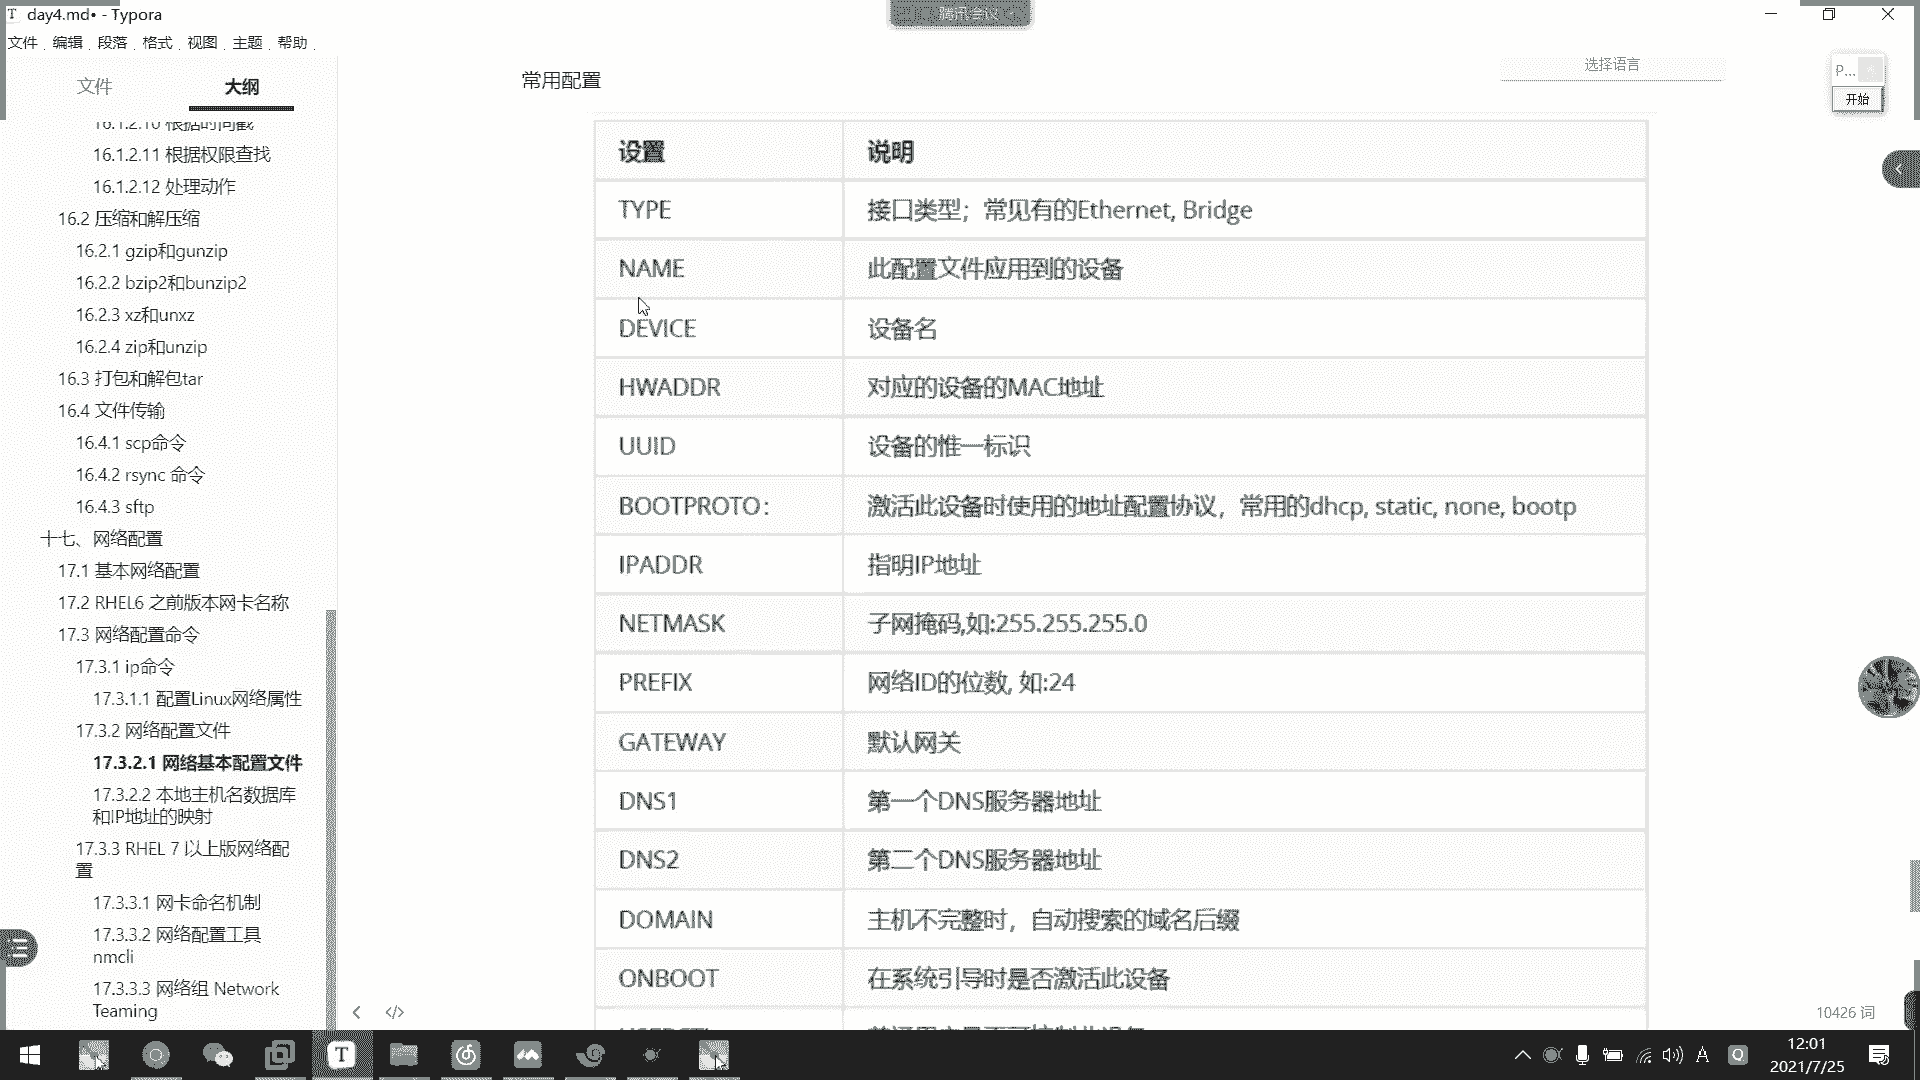 day4.md• - Typora
腾讯会议
文件 编辑 段落 格式 视图 主题 帮助
文件
大纲
16.1.2.10 根据时间戳
16.1.2.11 根据权限查找
16.1.2.12 处理动作
16.2 压缩和解压缩
16.2.1 gzip和gunzip
16.2.2 bzip2和bunzip2
16.2.3 xz和unxz
16.2.4 zip和unzip
16.3 打包和解包tar
16.4 文件传输
16.4.1 scp命令
16.4.2 rsync 命令
16.4.3 sftp
十七、网络配置
17.1 基本网络配置
17.2 RHEL6 之前版本网卡名称
17.3 网络配置命令
17.3.1 ip命令
17.3.1.1 配置Linux网络属性
17.3.2 网络配置文件
17.3.2.1 网络基本配置文件
17.3.2.2 本地主机名数据库
和IP地址的映射
17.3.3 RHEL 7 以上版网络配
置
17.3.3.1 网卡命名机制
17.3.3.2 网络配置工具
nmcli
17.3.3.3 网络组 Network
Teaming
常用配置
选择语言
P...
开始
设置 说明
TYPE 接口类型；常见有的Ethernet, Bridge
NAME 此配置文件应用到的设备
DEVICE 设备名
HWADDR 对应的设备的MAC地址
UUID 设备的惟一标识
BOOTPROTO： 激活此设备时使用的地址配置协议，常用的dhcp, static, none, bootp
IPADDR 指明IP地址
NETMASK 子网掩码,如:255.255.255.0
PREFIX 网络ID的位数, 如:24
GATEWAY 默认网关
DNS1 第一个DNS服务器地址
DNS2 第二个DNS服务器地址
DOMAIN 主机不完整时，自动搜索的域名后缀
ONBOOT 在系统引导时是否激活此设备
10426 词
12:01
2021/7/25